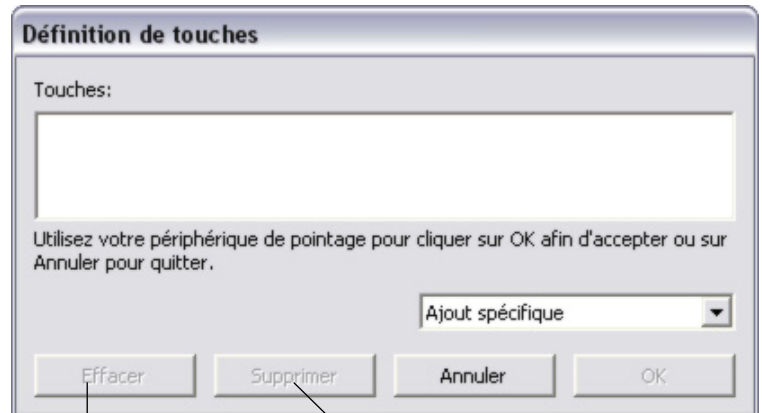 Définition de touches
Touches:
Utilisez votre périphérique de pointage pour cliquer sur OK afin d'accepter ou sur
Annuler pour quitter.
Ajout spécifique
Effacer Supprimer Annuler OK